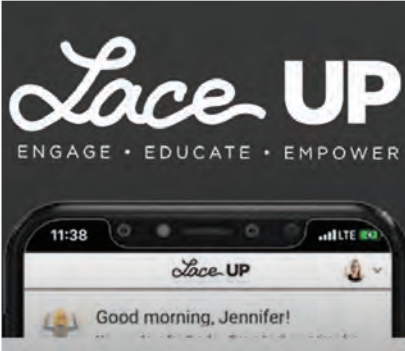 Lace UP
ENGAGE • EDUCATE • EMPOWER
11:38 LTE
Lace UP
Good morning, Jennifer!